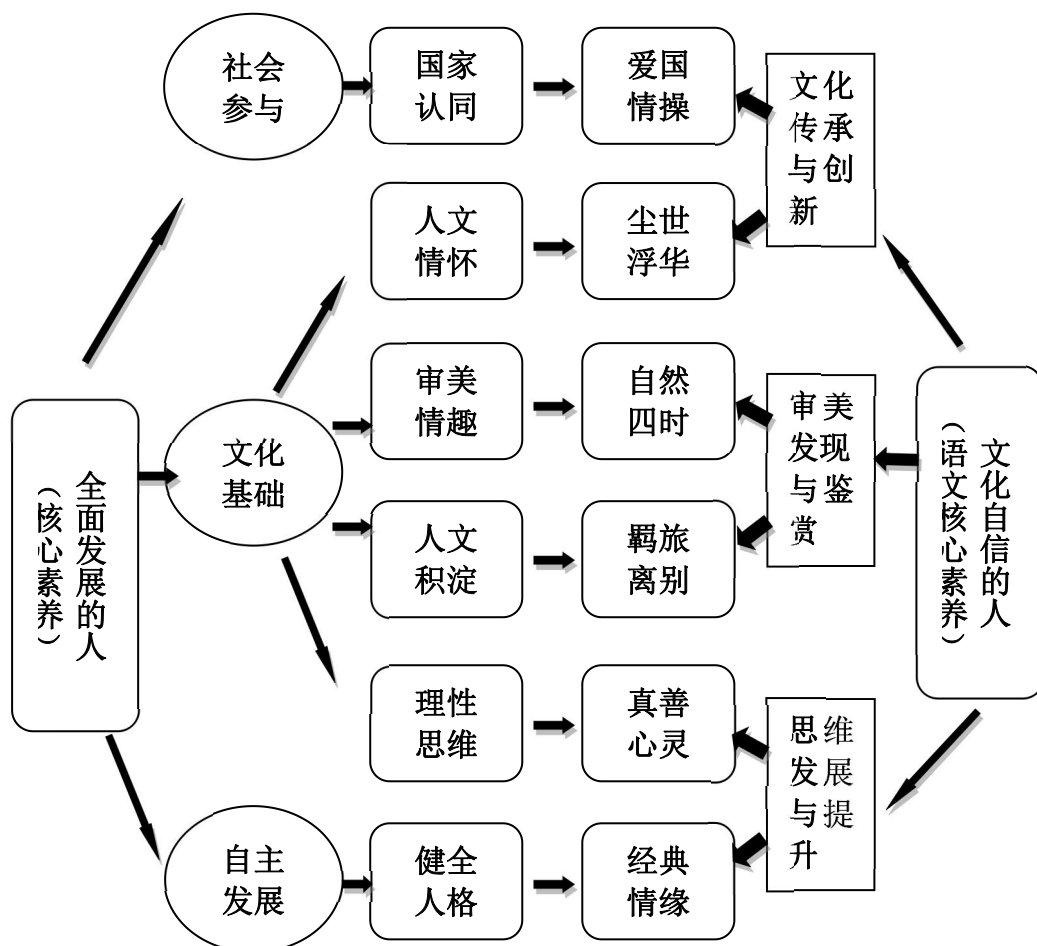 社会
参与
国家
认同
爱国
情操
文化
传承
与创
新
人文
情怀
尘世
浮华
全面发展的人
（核心素养）
文化
基础
审美
情趣
自然
四时
审美
发现
与鉴
赏
文化自信的人
（语文核心素养）
人文
积淀
羁旅
离别
理性
思维
真善
心灵
思维
发展
与提
升
自主
发展
健全
人格
经典
情缘